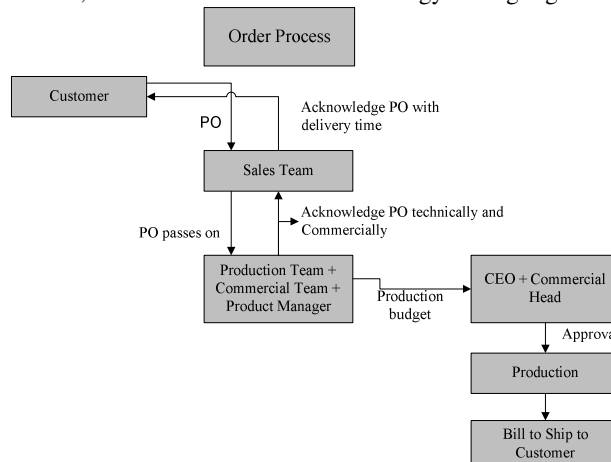 Order Process
Customer
Acknowledge PO with
delivery time
PO
Sales Team
Acknowledge PO technically and
Commercially
PO passes on
Production Team +
Commercial Team +
Product Manager
Production
budget
CEO + Commercial
Head
Production
Bill to Ship to
Customer